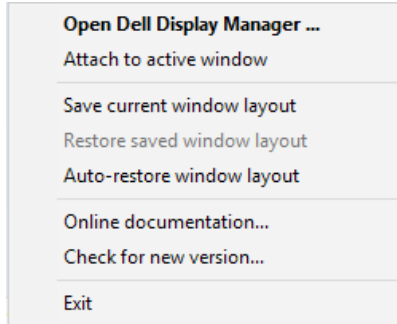 Open Dell Display Manager ...
Attach to active window
Save current window layout
Restore saved window layout
Auto-restore window layout
Online documentation...
Check for new version...
Exit